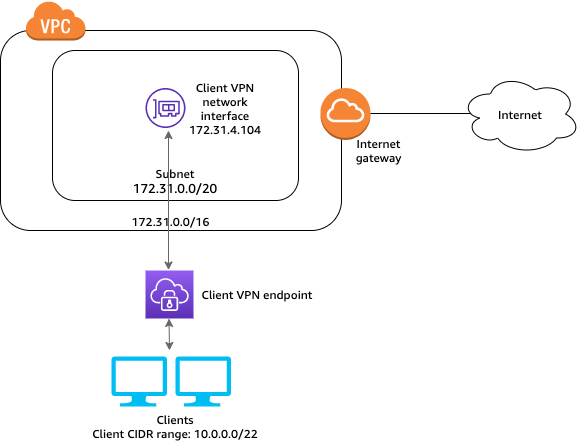 VPC
Client VPN
network
interface
172.31.4.104
Internet
gateway
Internet
Subnet
172.31.0.0/20
172.31.0.0/16
Client VPN endpoint
Clients
Client CIDR range: 10.0.0.0/22